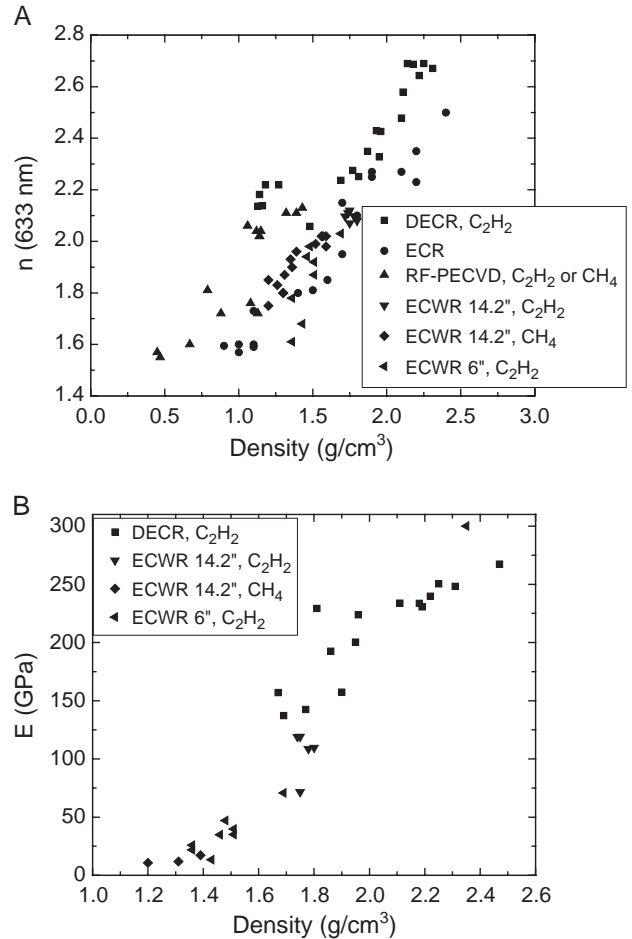 A
2.8
2.6
2.4
2.2
2.0
1.8
1.6
1.4
n (633 nm)
DECR, C₂H₂
ECR
RF-PECVD, C₂H₂ or CH₄
ECWR 14.2", C₂H₂
ECWR 14.2", CH₄
ECWR 6", C₂H₂
0.0 0.5 1.0 1.5 2.0 2.5 3.0
Density (g/cm³)
B
300
250
200
150
100
50
0
E (GPa)
DECR, C₂H₂
ECWR 14.2", C₂H₂
ECWR 14.2", CH₄
ECWR 6", C₂H₂
1.0 1.2 1.4 1.6 1.8 2.0 2.2 2.4 2.6
Density (g/cm³)